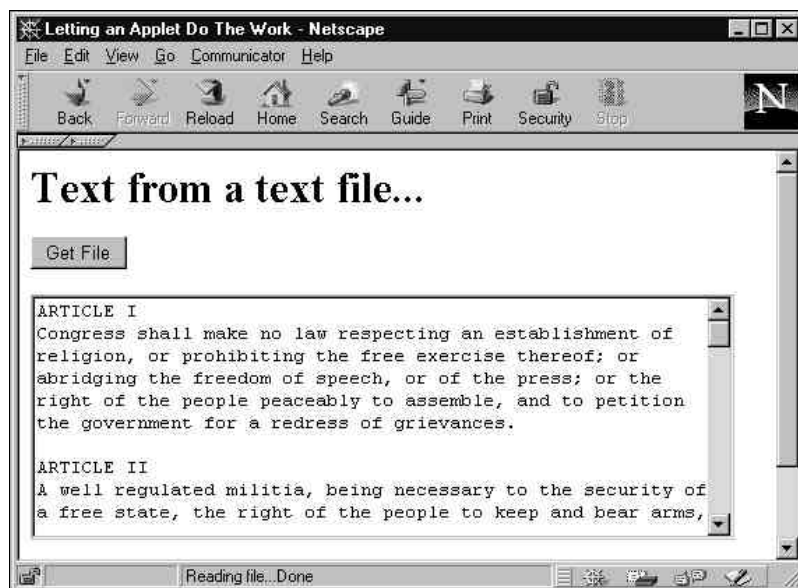 Letting an Applet Do The Work - Netscape
File Edit View Go Communicator Help
Back Forward Reload Home Search Guide Print Security Stop
N
Text from a text file...
Get File
ARTICLE I
Congress shall make no law respecting an establishment of
religion, or prohibiting the free exercise thereof; or
abridging the freedom of speech, or of the press; or the
right of the people peaceably to assemble, and to petition
the government for a redress of grievances.
ARTICLE II
A well regulated militia, being necessary to the security of
a free state, the right of the people to keep and bear arms,
Reading file...Done